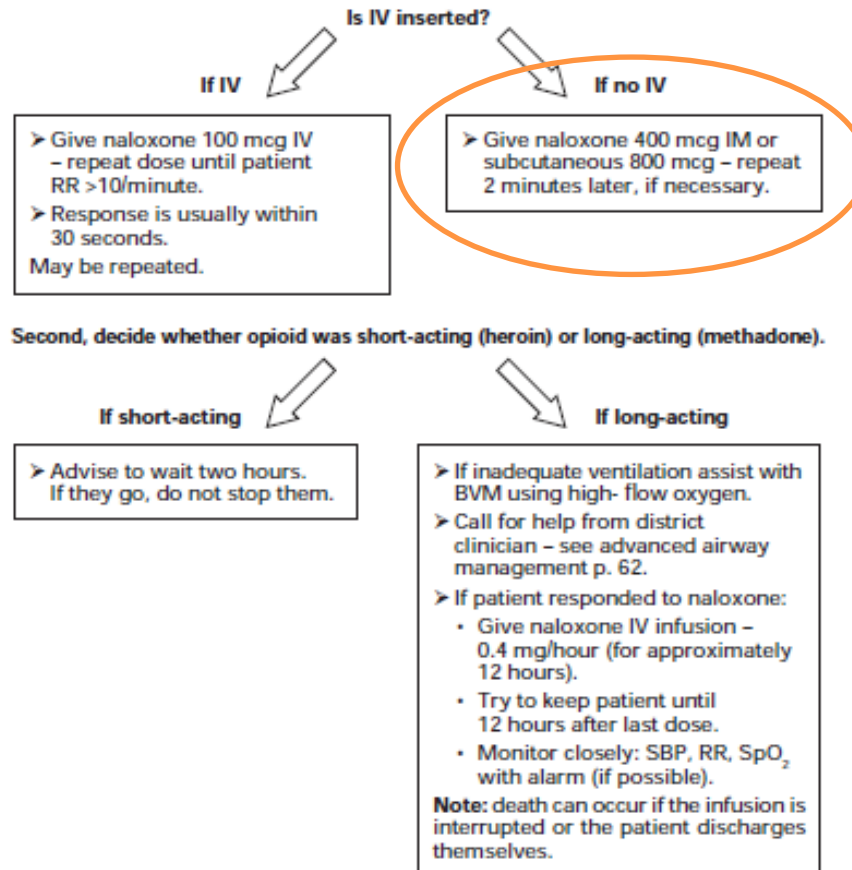 Is IV inserted?
If IV
➤ Give naloxone 100 mcg IV
– repeat dose until patient
RR >10/minute.
➤ Response is usually within
30 seconds.
May be repeated.
If no IV
➤ Give naloxone 400 mcg IM or
subcutaneous 800 mcg – repeat
2 minutes later, if necessary.
Second, decide whether opioid was short-acting (heroin) or long-acting (methadone).
If short-acting
➤ Advise to wait two hours.
If they go, do not stop them.
If long-acting
➤ If inadequate ventilation assist with
BVM using high- flow oxygen.
➤ Call for help from district
clinician – see advanced airway
management p. 62.
➤ If patient responded to naloxone:
• Give naloxone IV infusion –
0.4 mg/hour (for approximately
12 hours).
• Try to keep patient until
12 hours after last dose.
• Monitor closely: SBP, RR, SpO₂
with alarm (if possible).
Note: death can occur if the infusion is
interrupted or the patient discharges
themselves.